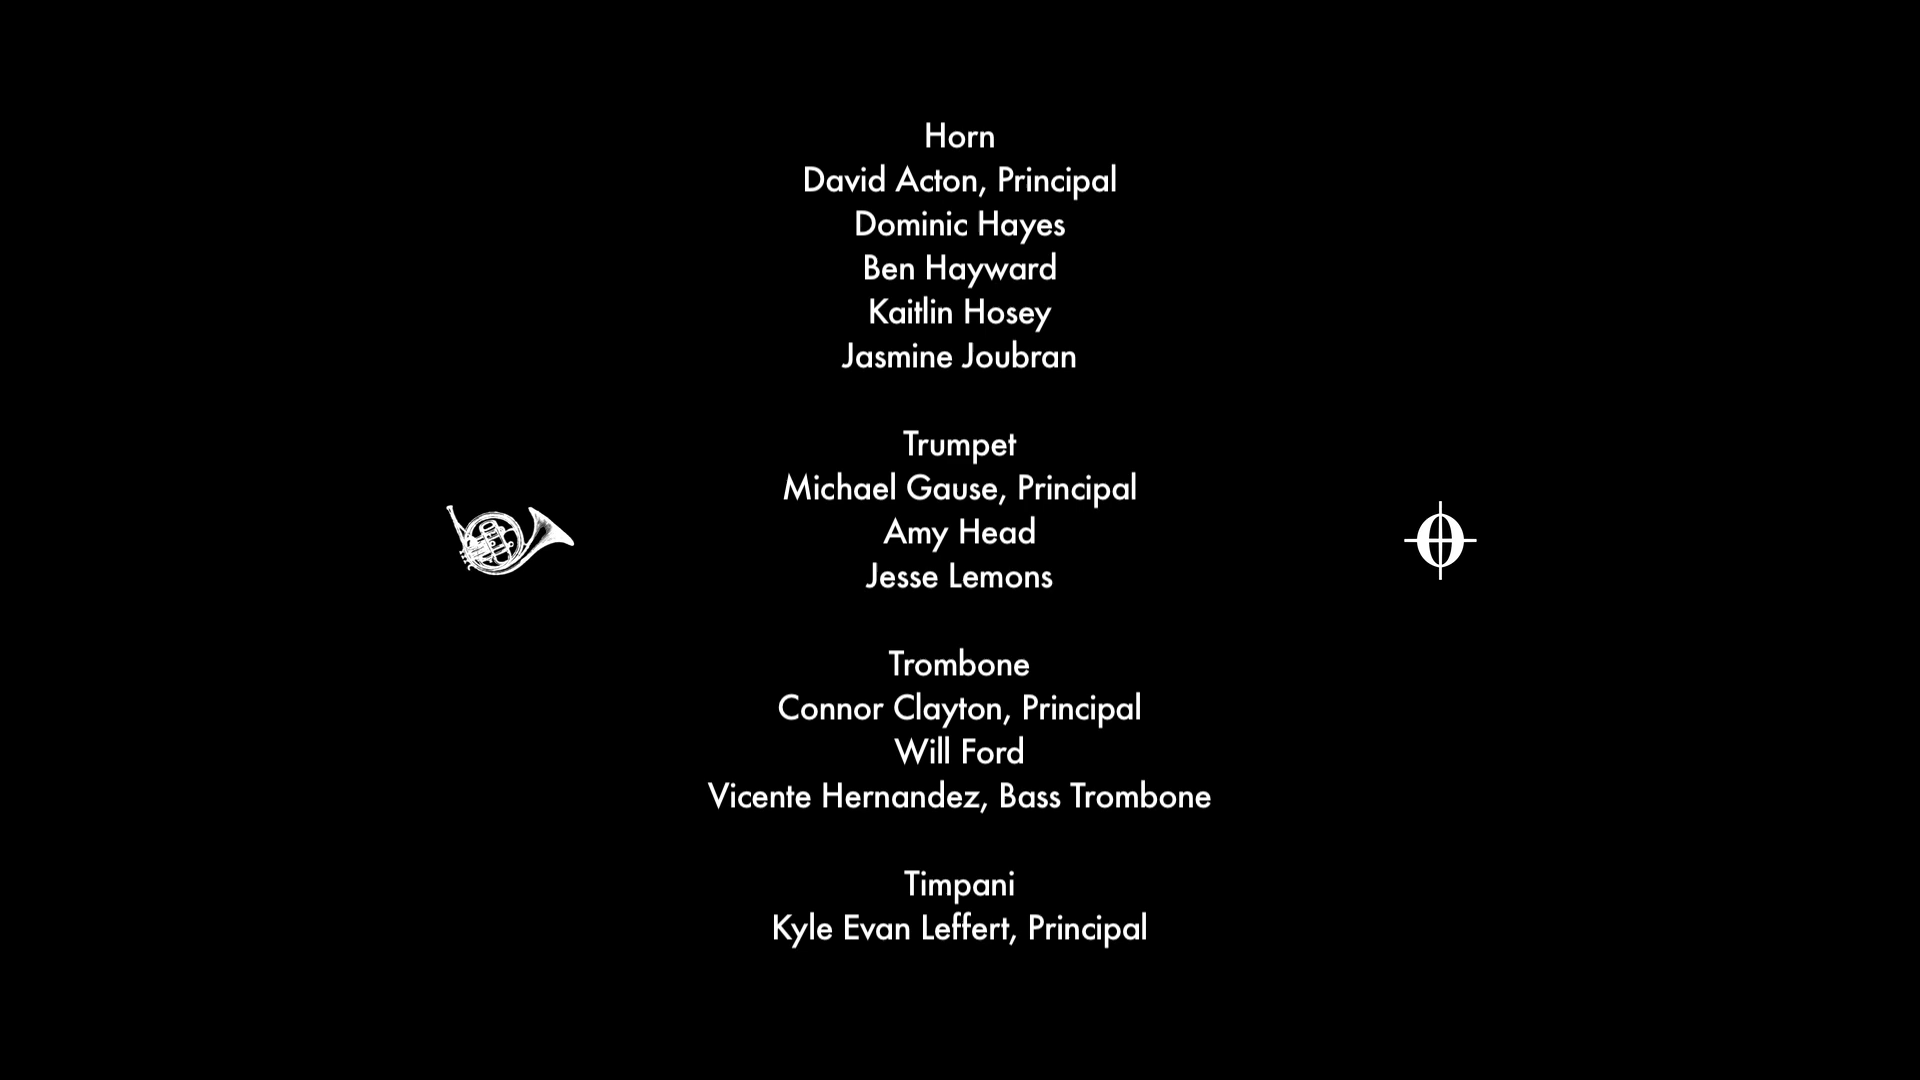 Horn
David Acton, Principal
Dominic Hayes
Ben Hayward
Kaitlin Hosey
Jasmine Joubran
Trumpet
Michael Gause, Principal
Amy Head
Jesse Lemons
Trombone
Connor Clayton, Principal
Will Ford
Vicente Hernandez, Bass Trombone
Timpani
Kyle Evan Leffert, Principal